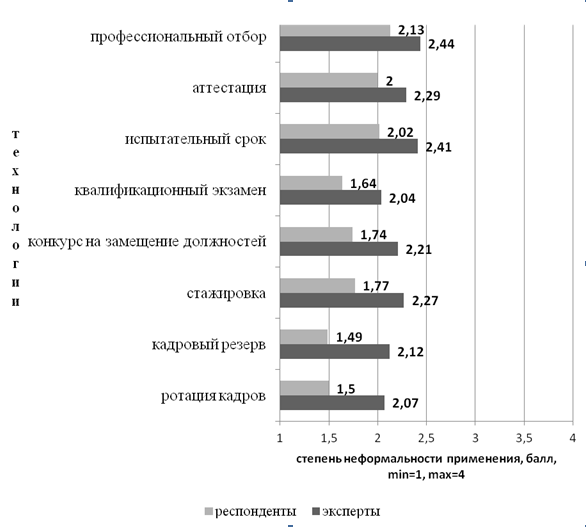 технологии
профессиональный отбор
2,13
2,44
аттестация
2
2,29
испытательный срок
2,02
2,41
квалификационный экзамен
1,64
2,04
конкурс на замещение должностей
1,74
2,21
стажировка
1,77
2,27
кадровый резерв
1,49
2,12
ротация кадров
1,5
2,07
1 1,5 2 2,5 3 3,5 4
степень неформальности применения, балл,
min=1, max=4
респонденты эксперты